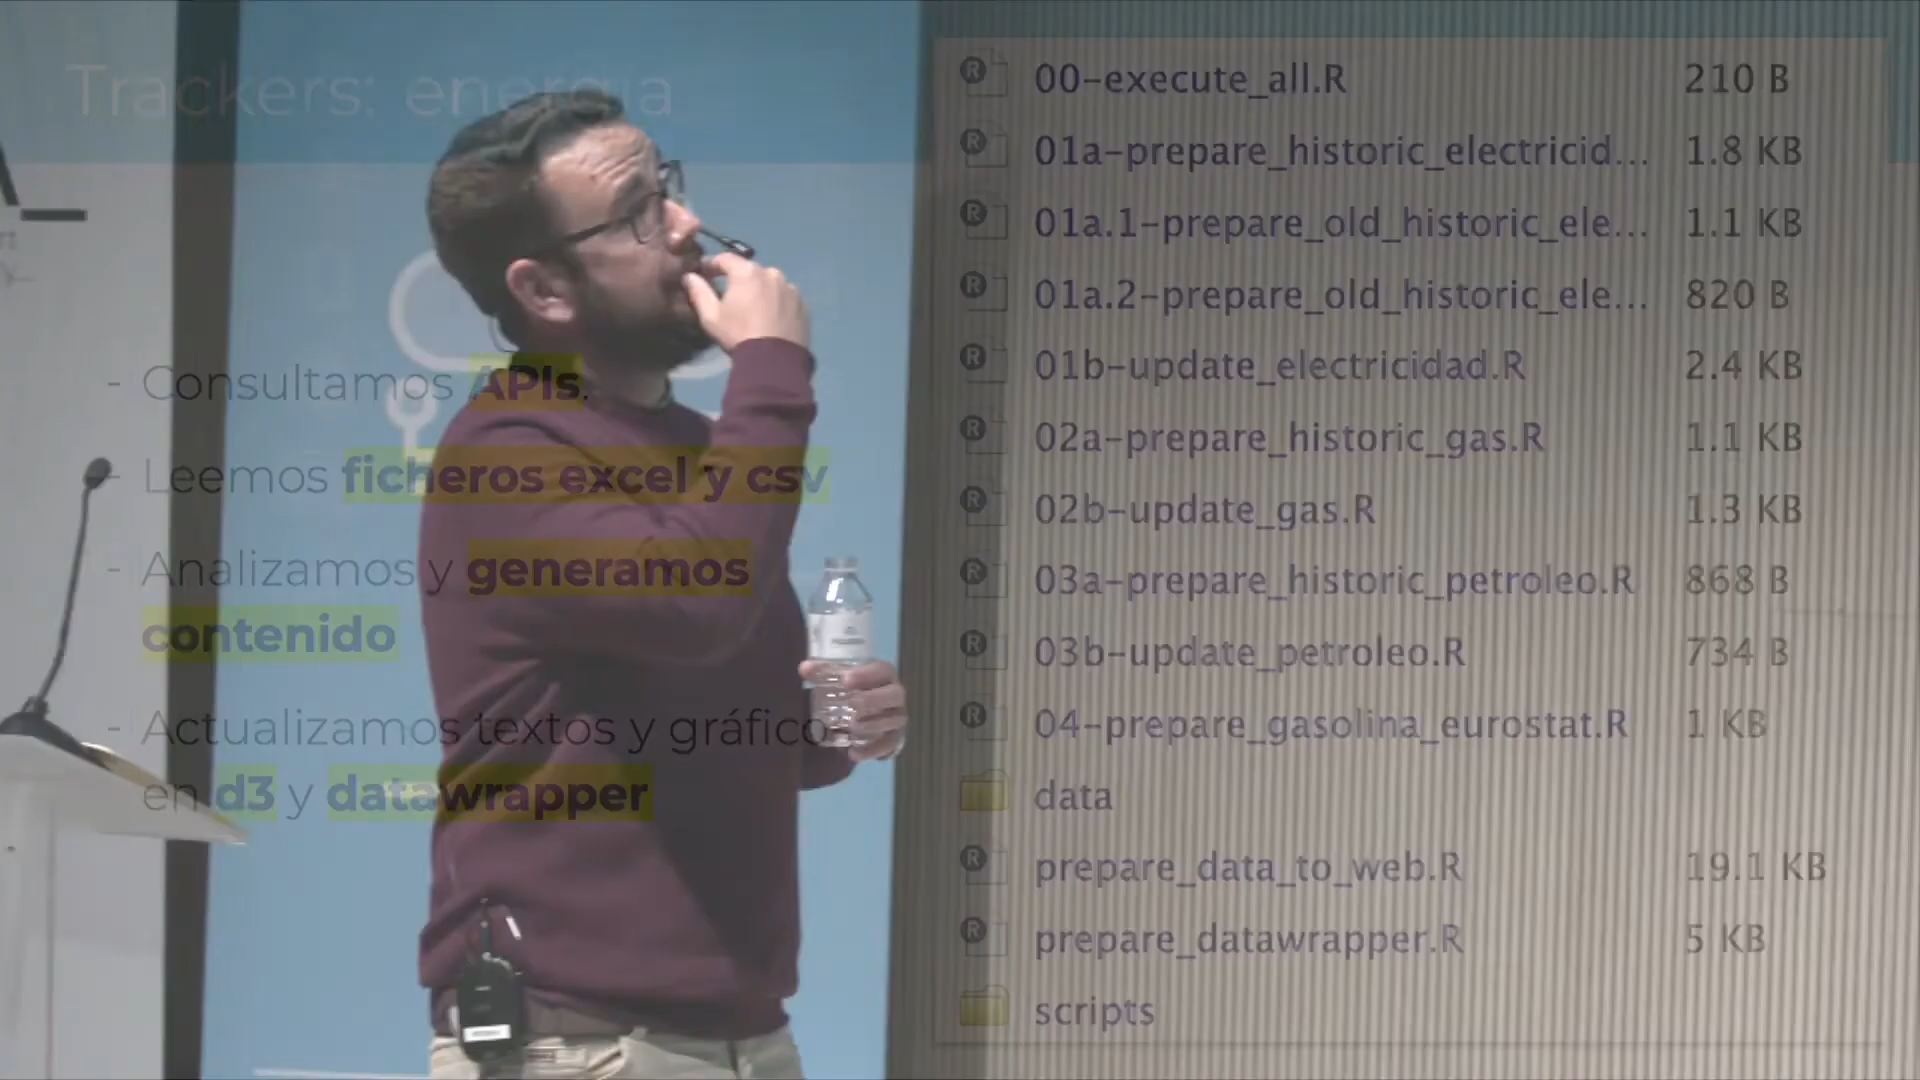 Trackers: energía
- Consultamos APIs.
- Leemos ficheros excel y csv
- Analizamos y generamos
contenido
- Actualizamos textos y gráfico
en d3 y datawrapper
00-execute_all.R 210 B
01a-prepare_historic_electricid... 1.8 KB
01a.1-prepare_old_historic_ele... 1.1 KB
01a.2-prepare_old_historic_ele... 820 B
01b-update_electricidad.R 2.4 KB
02a-prepare_historic_gas.R 1.1 KB
02b-update_gas.R 1.3 KB
03a-prepare_historic_petroleo.R 868 B
03b-update_petroleo.R 734 B
04-prepare_gasolina_eurostat.R 1 KB
data
prepare_data_to_web.R 19.1 KB
prepare_datawrapper.R 5 KB
scripts